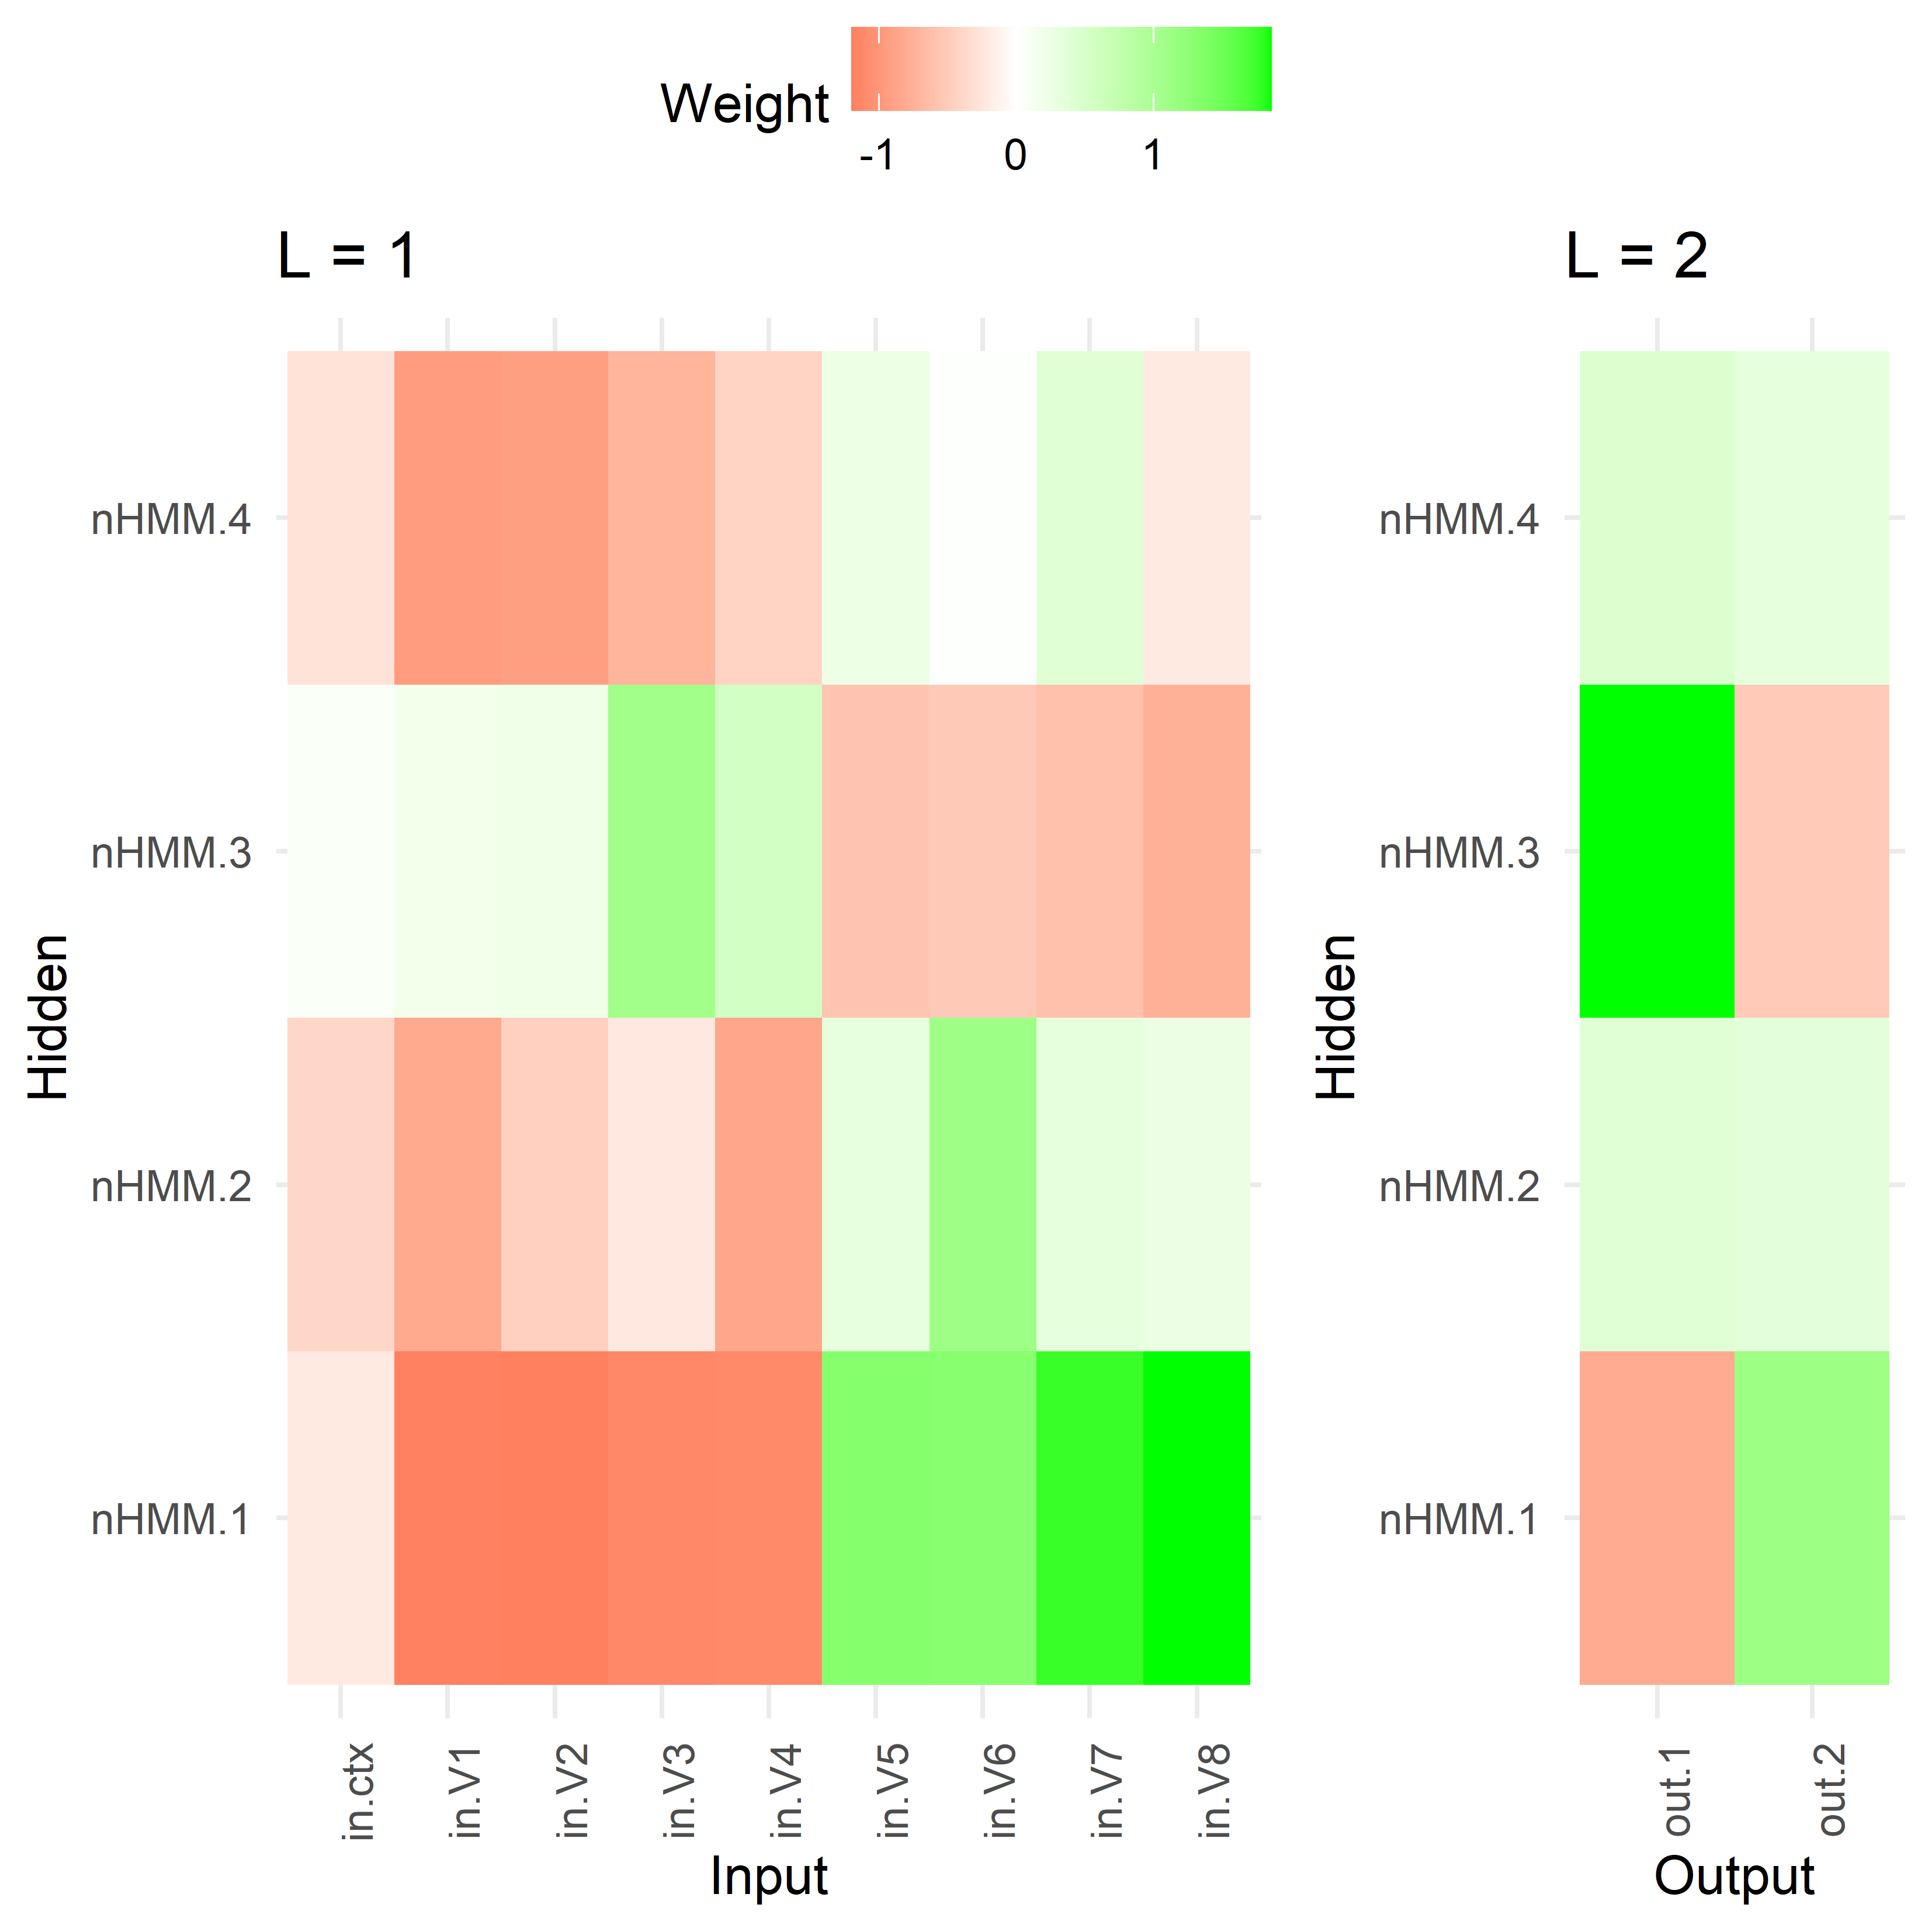 Weight
-1 0 1
L = 1
L = 2
nHMM.4
nHMM.3
nHMM.2
nHMM.1
Hidden
in.ctx in.V1 in.V2 in.V3 in.V4 in.V5 in.V6 in.V7 in.V8
Input
nHMM.4
nHMM.3
nHMM.2
nHMM.1
Hidden
out.1 out.2
Output